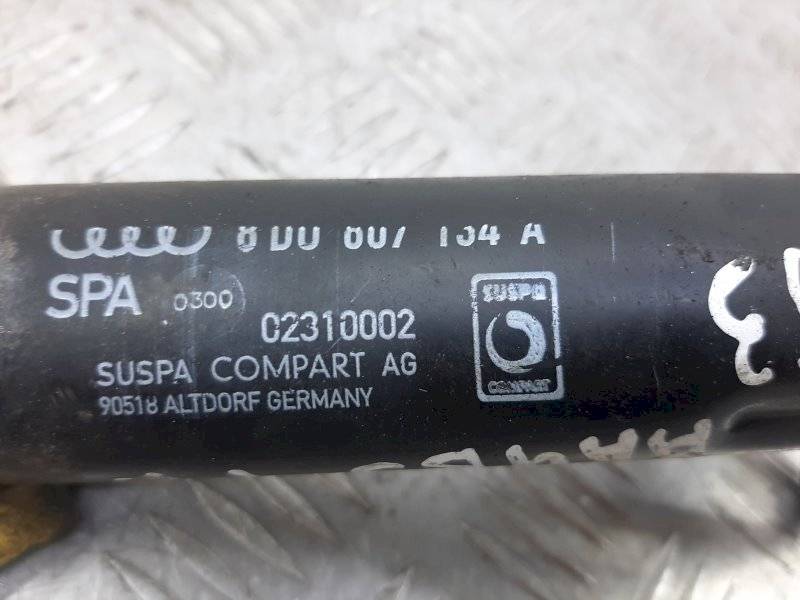 8D0 807 134 A
SPA 0300
02310002
SUSPA
COMPART
SUSPA COMPART AG
90518 ALTDORF GERMANY